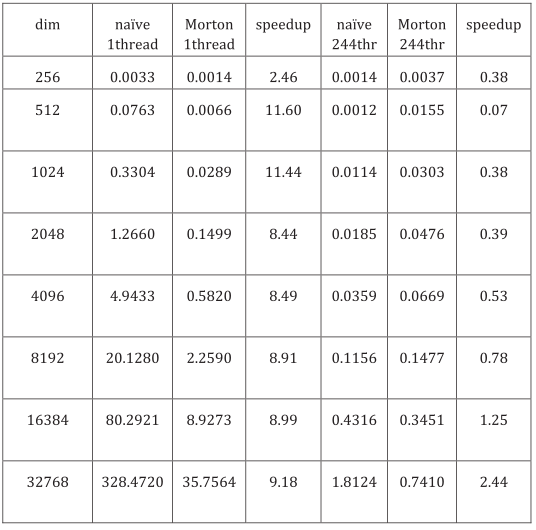 dim naïve Morton speedup naïve Morton speedup
1thread 1thread 244thr 244thr
256 0.0033 0.0014 2.46 0.0014 0.0037 0.38
512 0.0763 0.0066 11.60 0.0012 0.0155 0.07
1024 0.3304 0.0289 11.44 0.0114 0.0303 0.38
2048 1.2660 0.1499 8.44 0.0185 0.0476 0.39
4096 4.9433 0.5820 8.49 0.0359 0.0669 0.53
8192 20.1280 2.2590 8.91 0.1156 0.1477 0.78
16384 80.2921 8.9273 8.99 0.4316 0.3451 1.25
32768 328.4720 35.7564 9.18 1.8124 0.7410 2.44